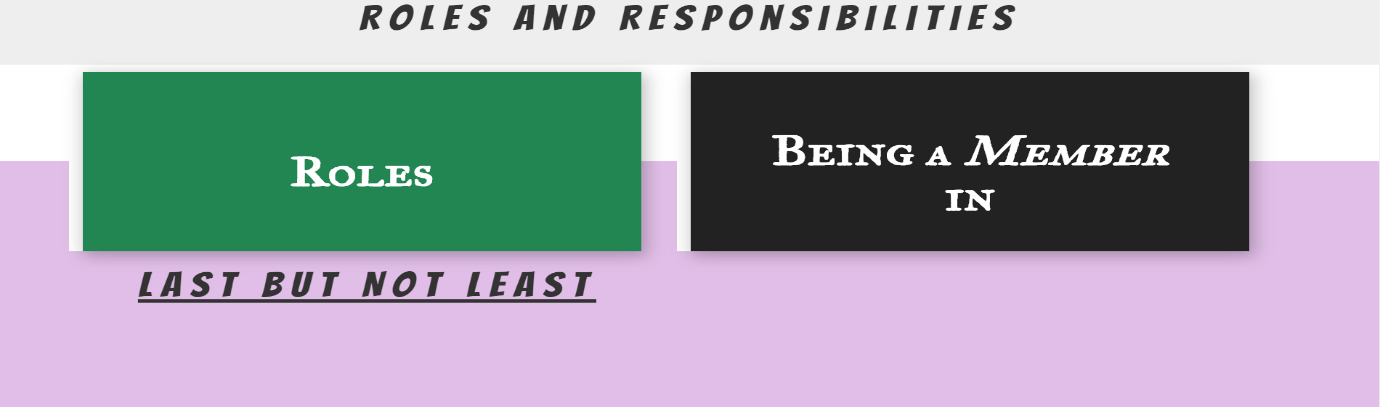 ROLES AND RESPONSIBILITIES
Roles
Being a Member
in
LAST BUT NOT LEAST